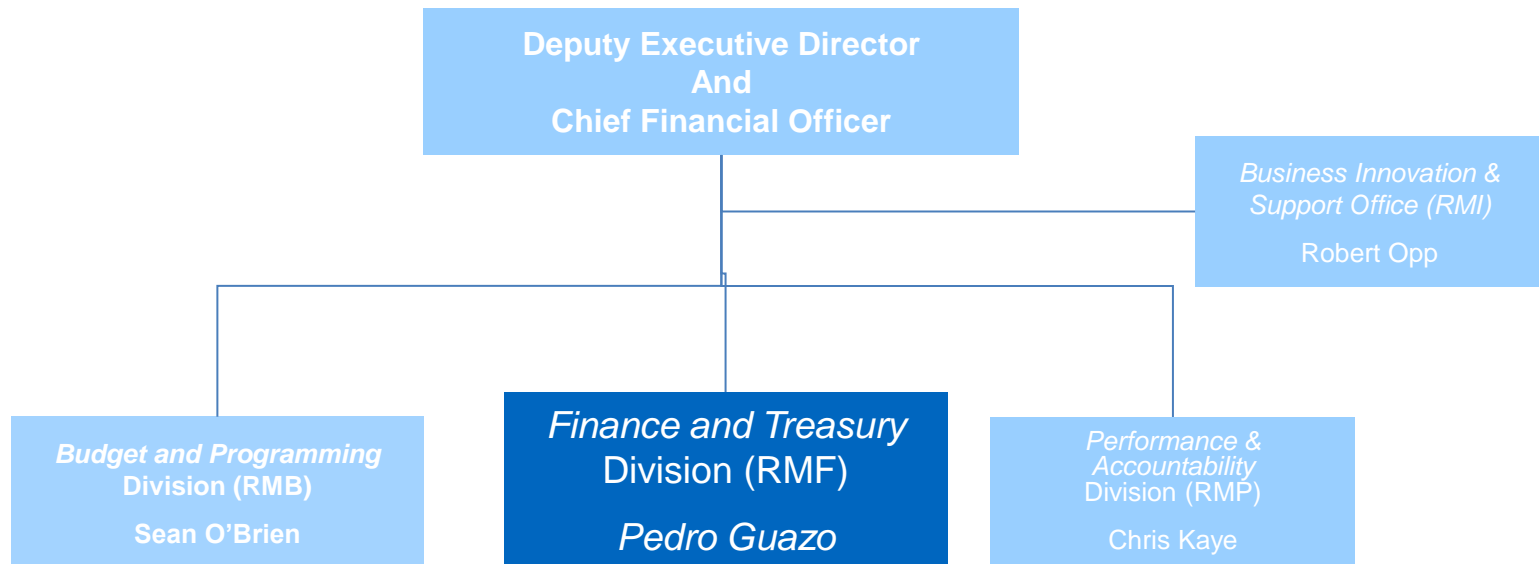 Deputy Executive Director
And
Chief Financial Officer
Business Innovation &
Support Office (RMI)
Robert Opp
Budget and Programming
Division (RMB)
Sean O’Brien
Finance and Treasury
Division (RMF)
Pedro Guazo
Performance &
Accountability
Division (RMP)
Chris Kaye